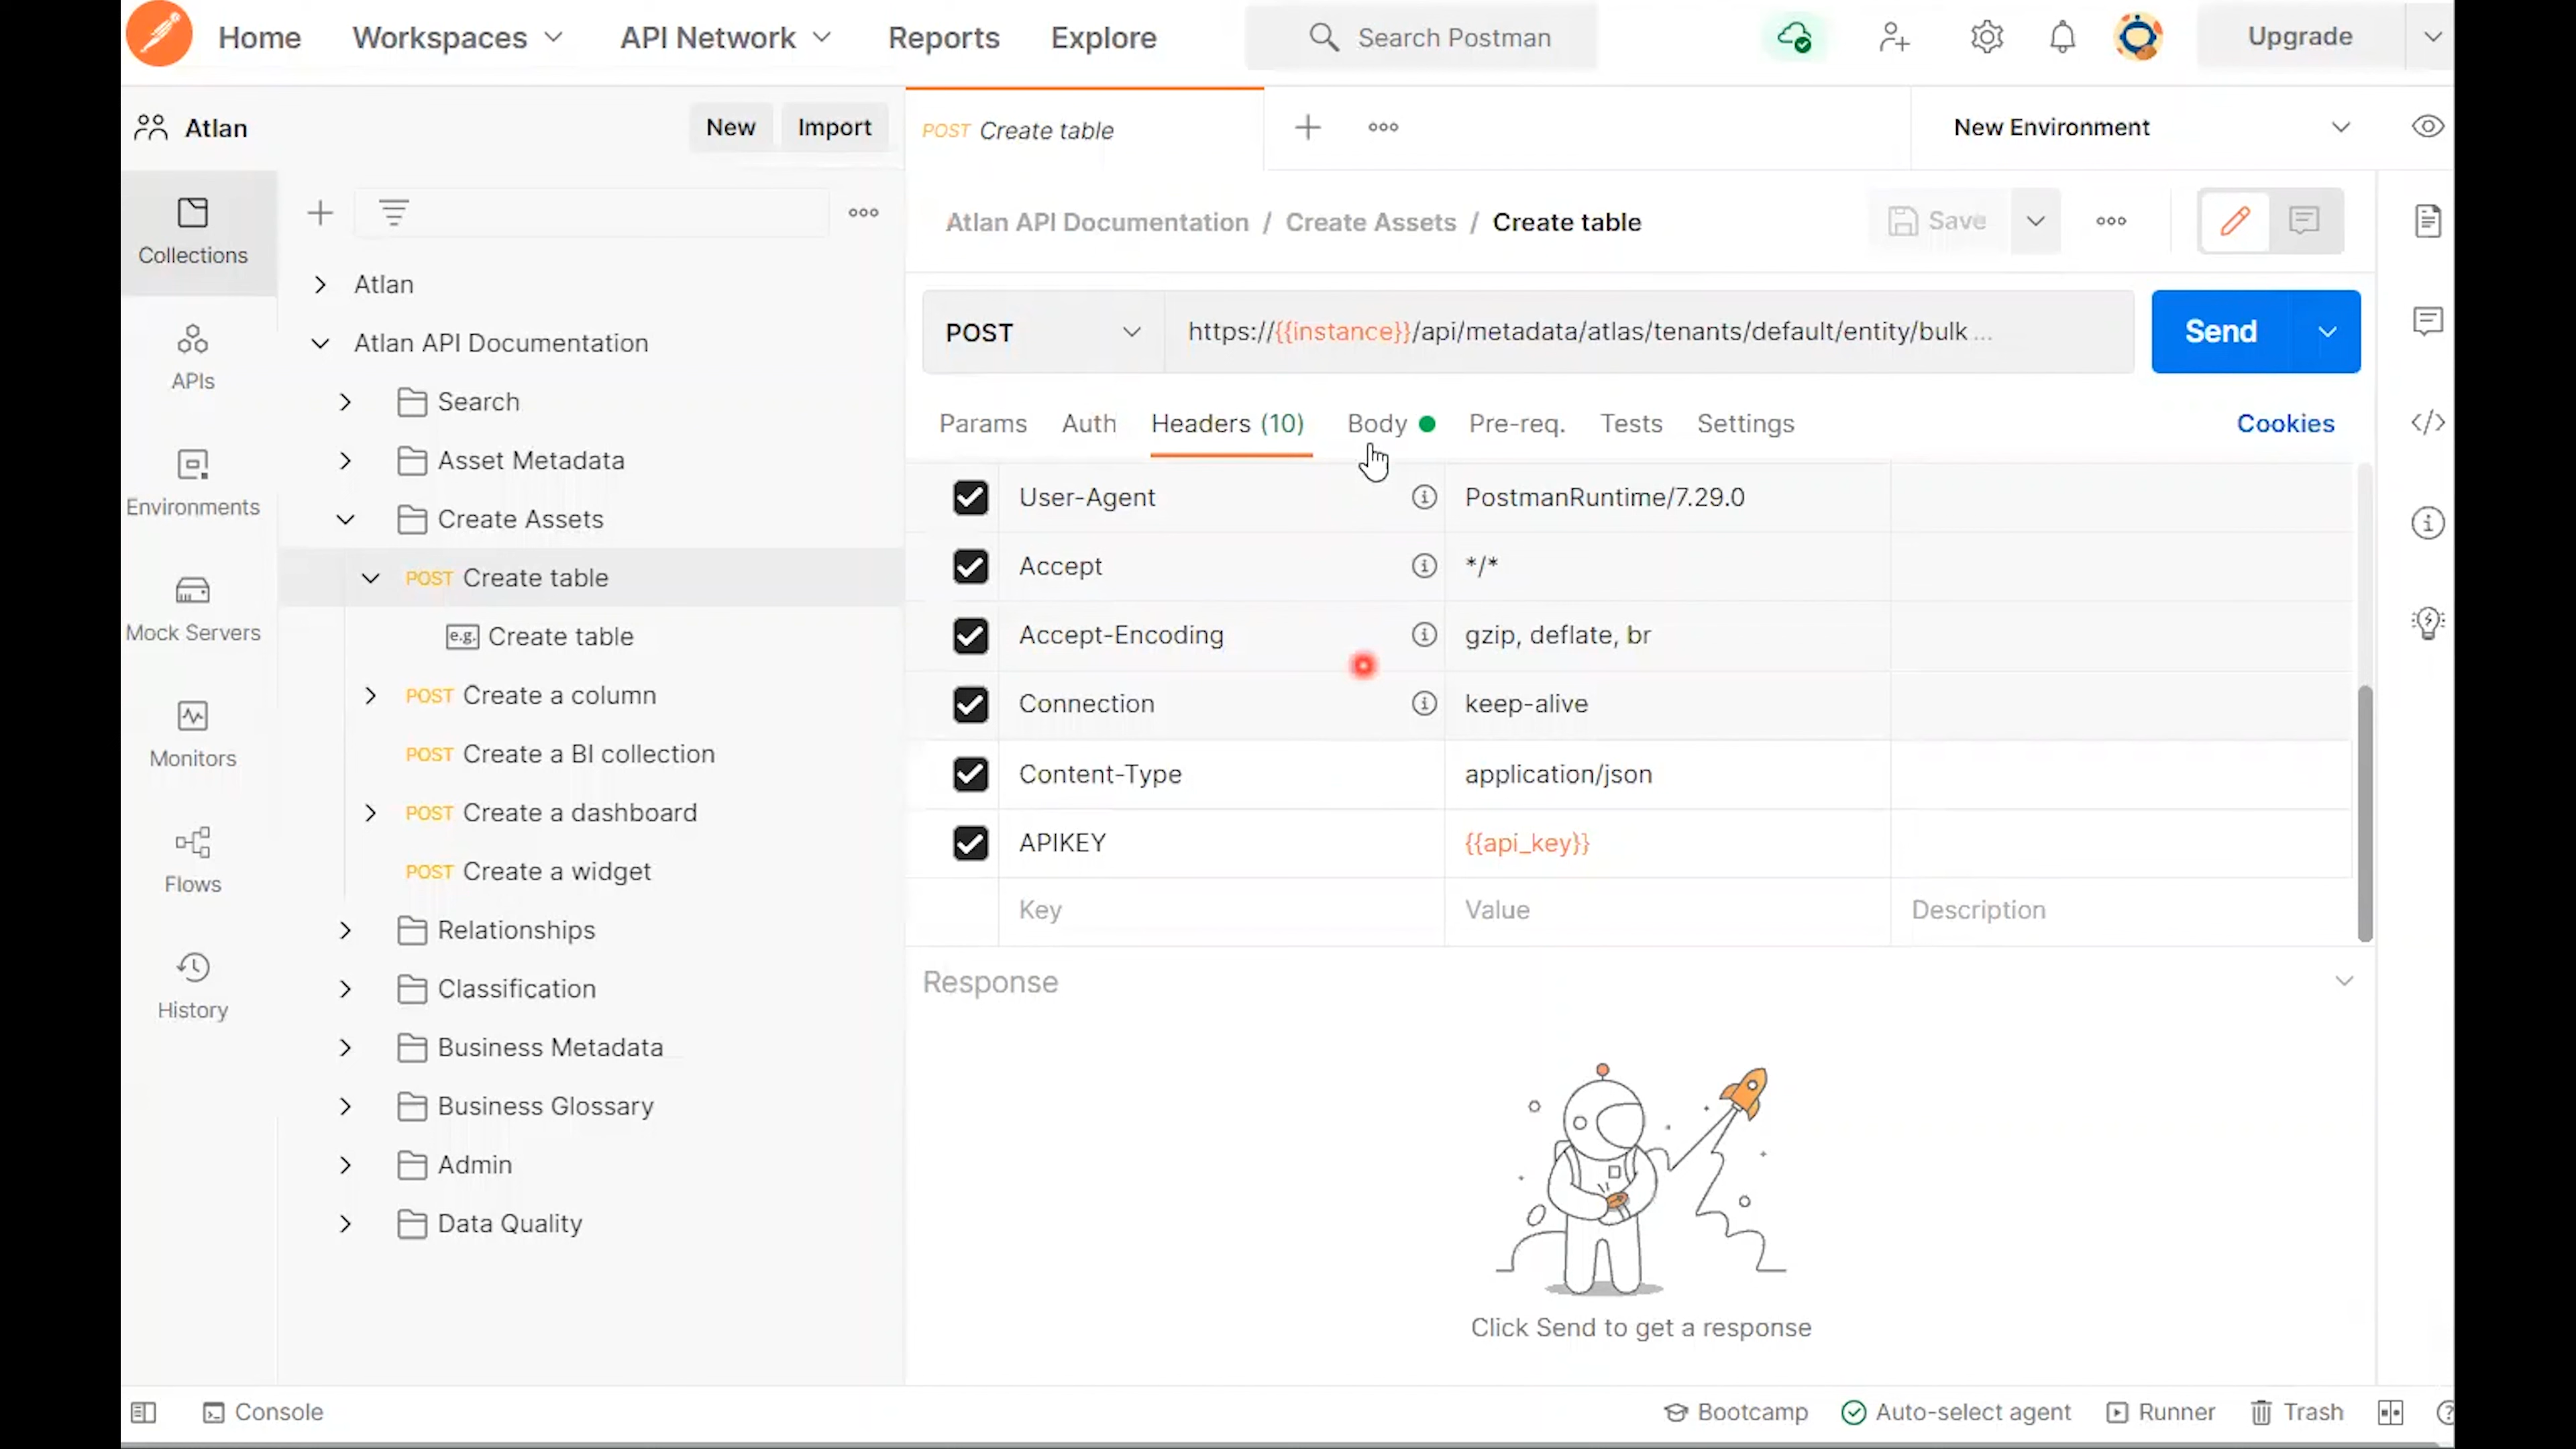 Home Workspaces API Network Reports Explore Search Postman Upgrade
Atlan New Import
POST Create table
New Environment
Collections
APIs
Environments
Mock Servers
Monitors
Flows
History
Atlan
Atlan API Documentation
Search
Asset Metadata
Create Assets
POST Create table
e.g. Create table
POST Create a column
POST Create a BI collection
POST Create a dashboard
POST Create a widget
Relationships
Classification
Business Metadata
Business Glossary
Admin
Data Quality
Atlan API Documentation / Create Assets / Create table
Save
POST https://{{instance}}/api/metadata/atlas/tenants/default/entity/bulk ...
Send
Params Auth Headers (10) Body Pre-req. Tests Settings Cookies
User-Agent PostmanRuntime/7.29.0
Accept */*
Accept-Encoding gzip, deflate, br
Connection keep-alive
Content-Type application/json
APIKEY {{api_key}}
Key Value Description
Response
Click Send to get a response
Console Bootcamp Auto-select agent Runner Trash